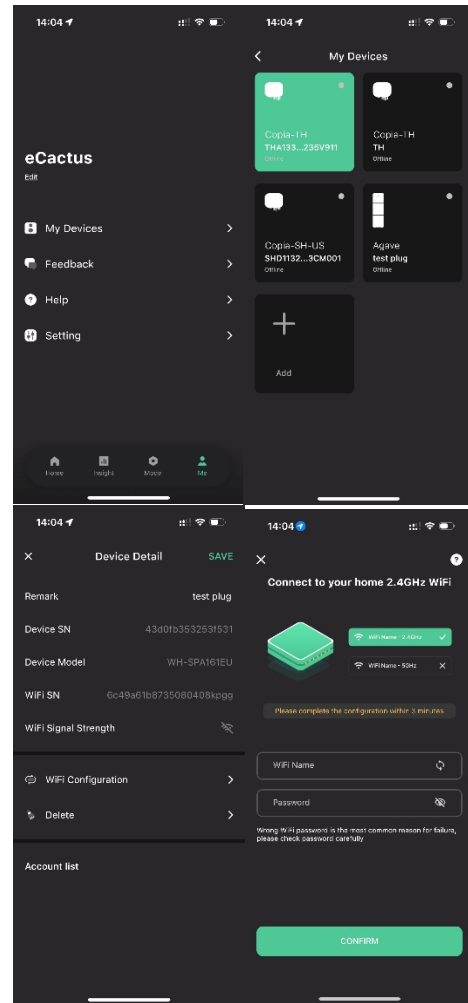 14:04
eCactus
Edit
My Devices
Feedback
Help
Setting
Home
Insight
Mode
Me
14:04
My Devices
Copia-TH
THA133...235V911
Offline
Copia-TH
TH
Offline
Copia-SH-US
SHD1132...3CM001
Offline
Agave
test plug
Offline
Add
14:04
Device Detail
SAVE
Remark
test plug
Device SN
43d0fb353253f531
Device Model
WH-SPA161EU
WiFi SN
6c49a61b8735080408kpgg
WiFi Signal Strength
WiFi Configuration
Delete
Account list
14:04
Connect to your home 2.4GHz WiFi
WiFi Name - 2.4GHz
WiFi Name - 5GHz
Please complete the configuration within 5 minutes
WiFi Name
Password
Wrong WiFi password is the most common reason for failure,
please check password carefully
CONFIRM